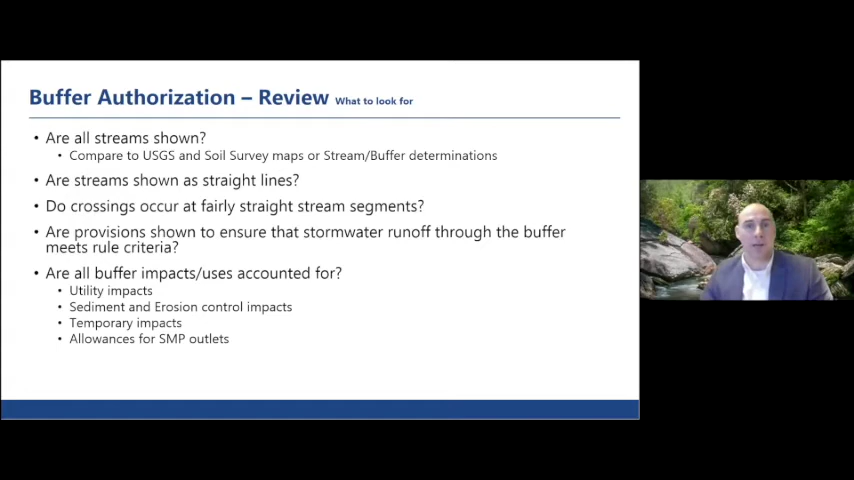 Buffer Authorization – Review What to look for
• Are all streams shown?
• Compare to USGS and Soil Survey maps or Stream/Buffer determinations
• Are streams shown as straight lines?
• Do crossings occur at fairly straight stream segments?
• Are provisions shown to ensure that stormwater runoff through the buffer
meets rule criteria?
• Are all buffer impacts/uses accounted for?
• Utility impacts
• Sediment and Erosion control impacts
• Temporary impacts
• Allowances for SMP outlets